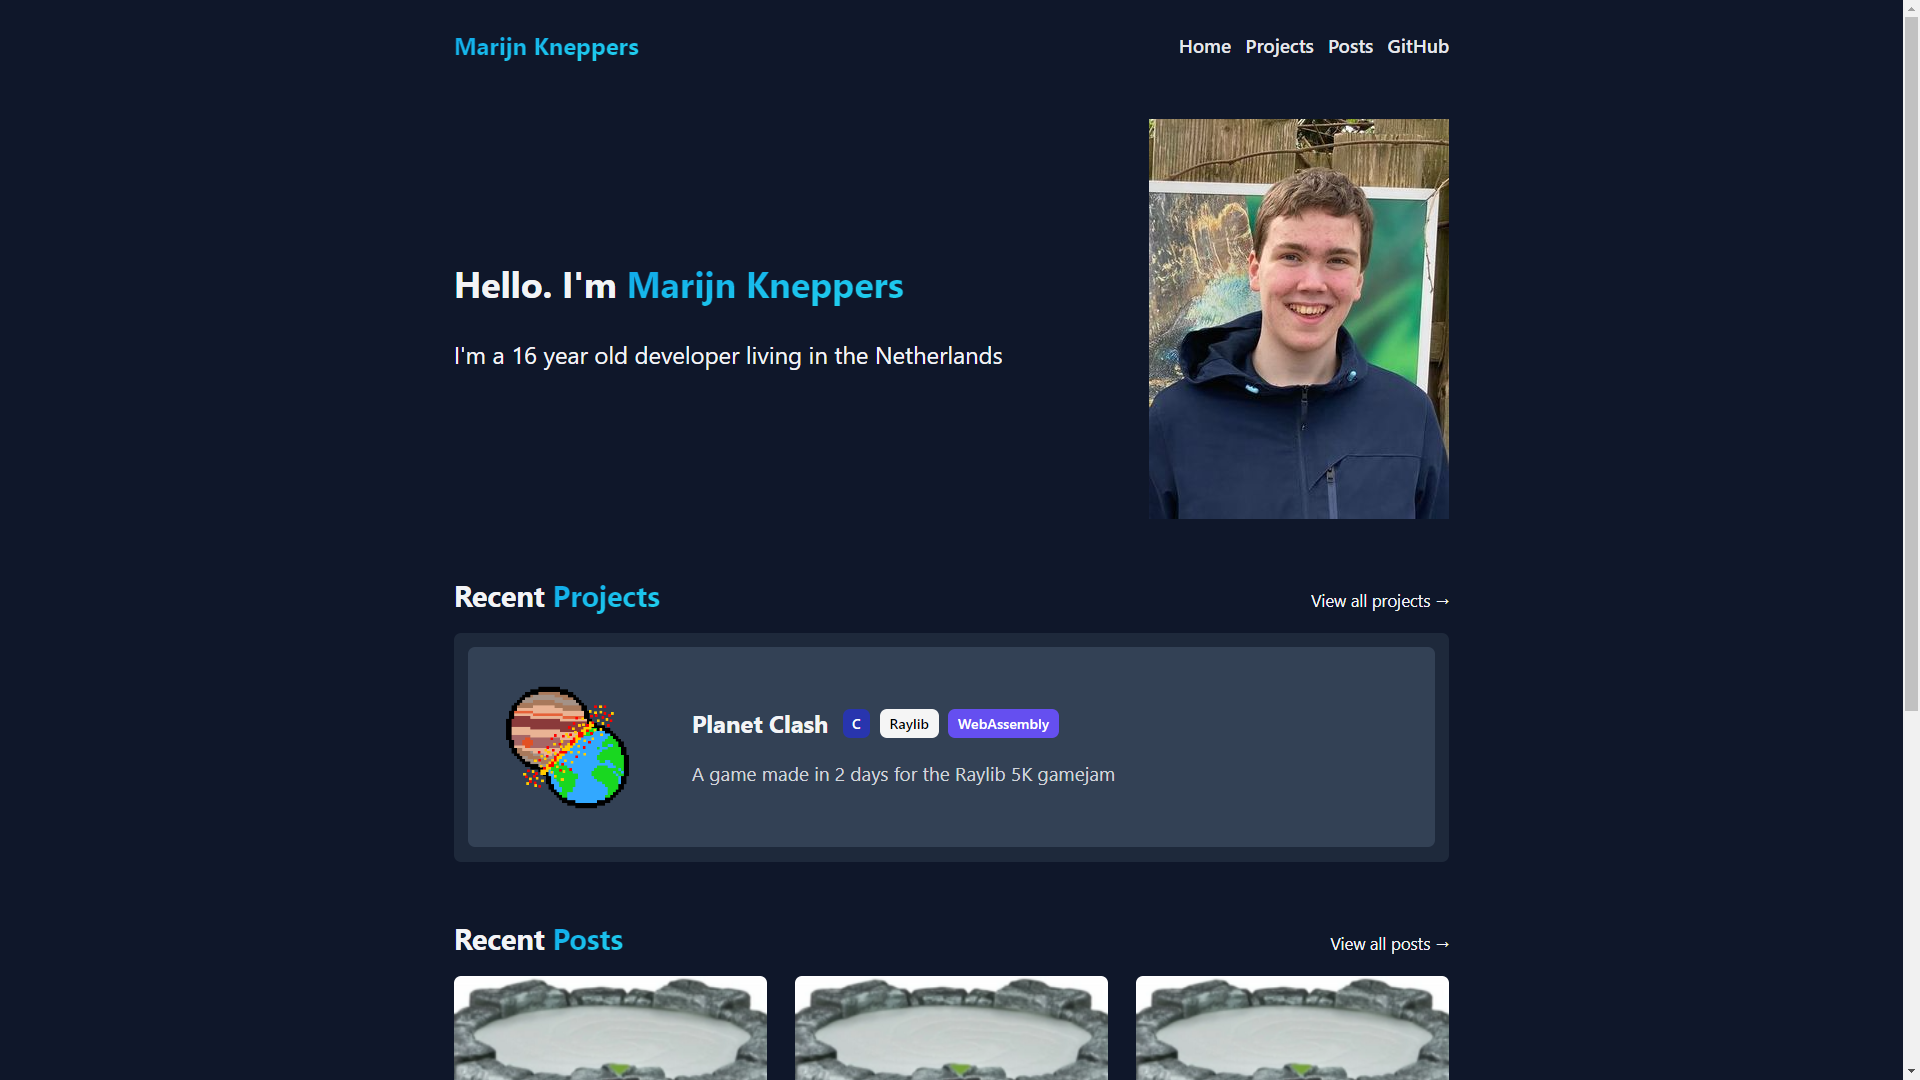 Marijn Kneppers
Home Projects Posts GitHub
Hello. I'm Marijn Kneppers
I'm a 16 year old developer living in the Netherlands
Recent Projects
View all projects →
Planet Clash C Raylib WebAssembly
A game made in 2 days for the Raylib 5K gamejam
Recent Posts
View all posts →